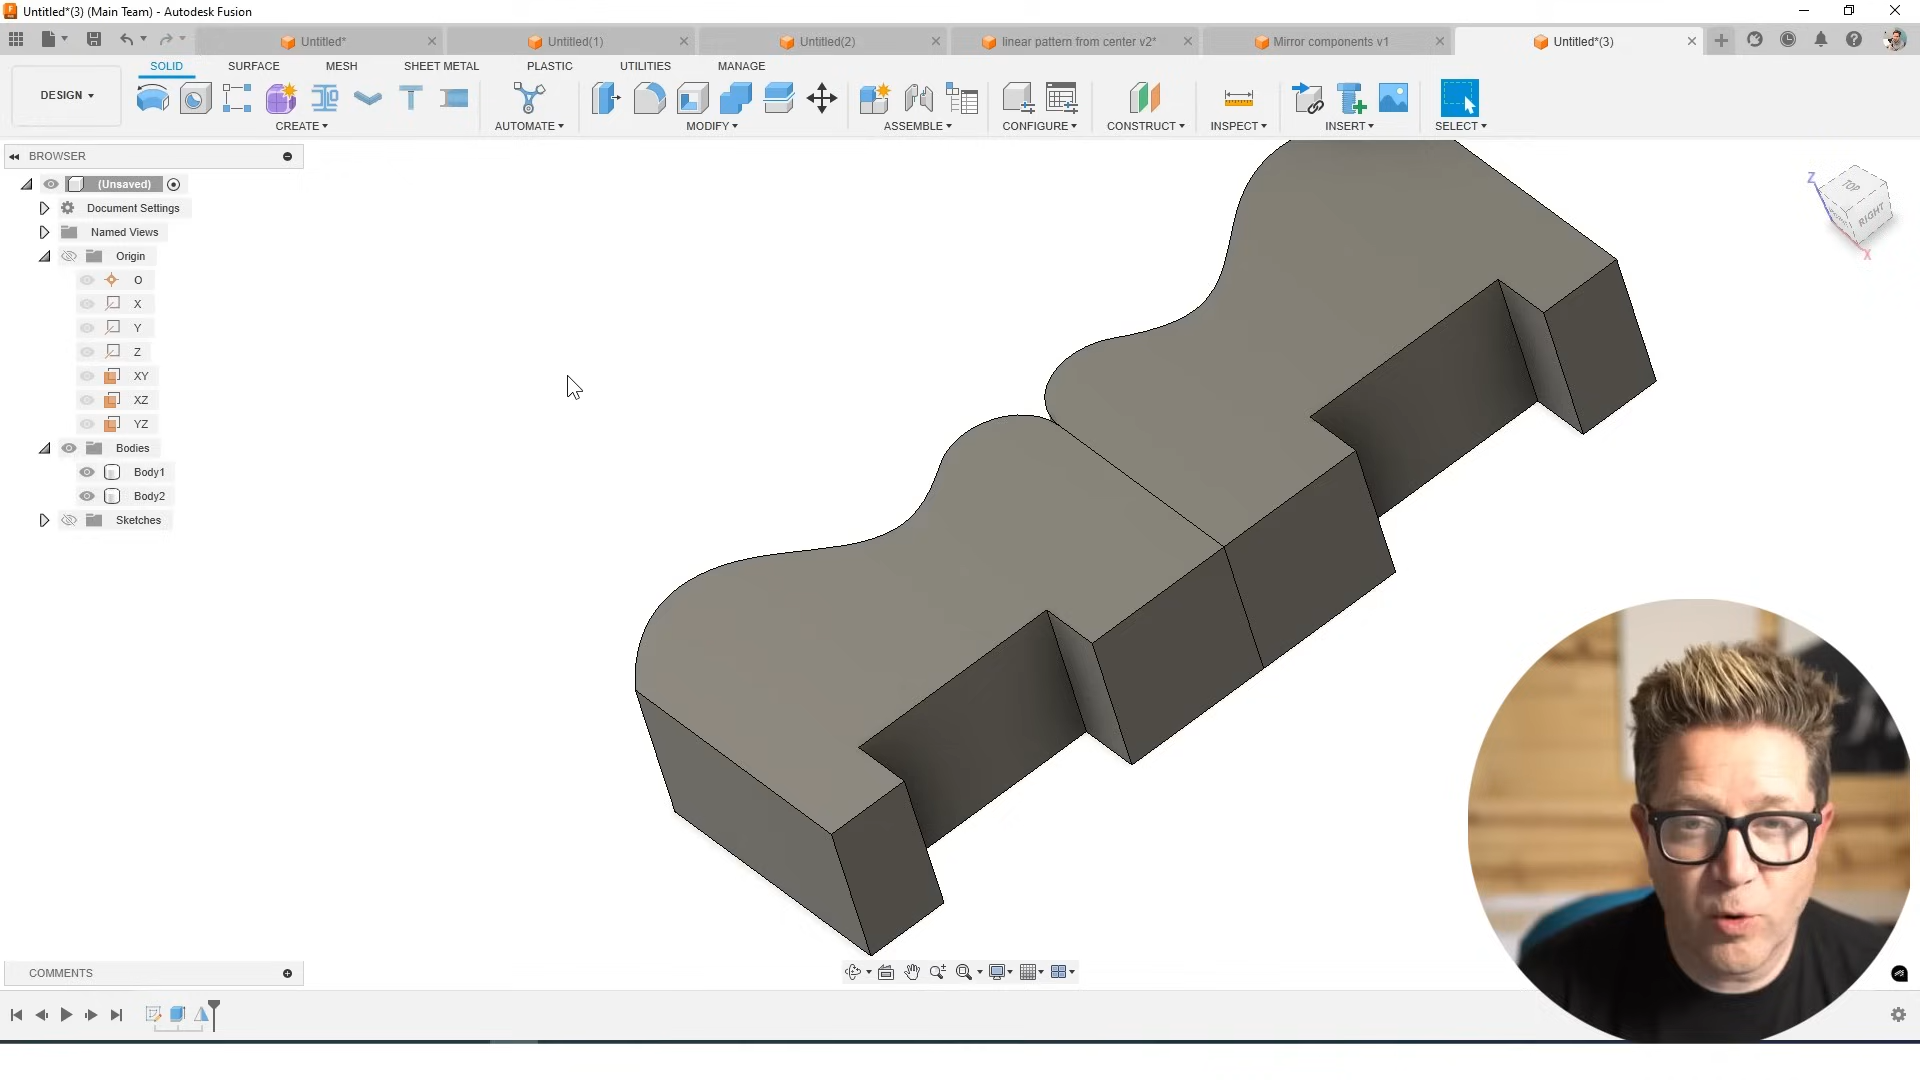 Untitled*(3) (Main Team) - Autodesk Fusion
Untitled*
Untitled(1)
Untitled(2)
linear pattern from center v2*
Mirror components v1
Untitled*(3)
SOLID
SURFACE
MESH
SHEET METAL
PLASTIC
UTILITIES
MANAGE
DESIGN
CREATE
AUTOMATE
MODIFY
ASSEMBLE
CONFIGURE
CONSTRUCT
INSPECT
INSERT
SELECT
BROWSER
(Unsaved)
Document Settings
Named Views
Origin
O
X
Y
Z
XY
XZ
YZ
Bodies
Body1
Body2
Sketches
Z
TOP
RIGHT
X
COMMENTS